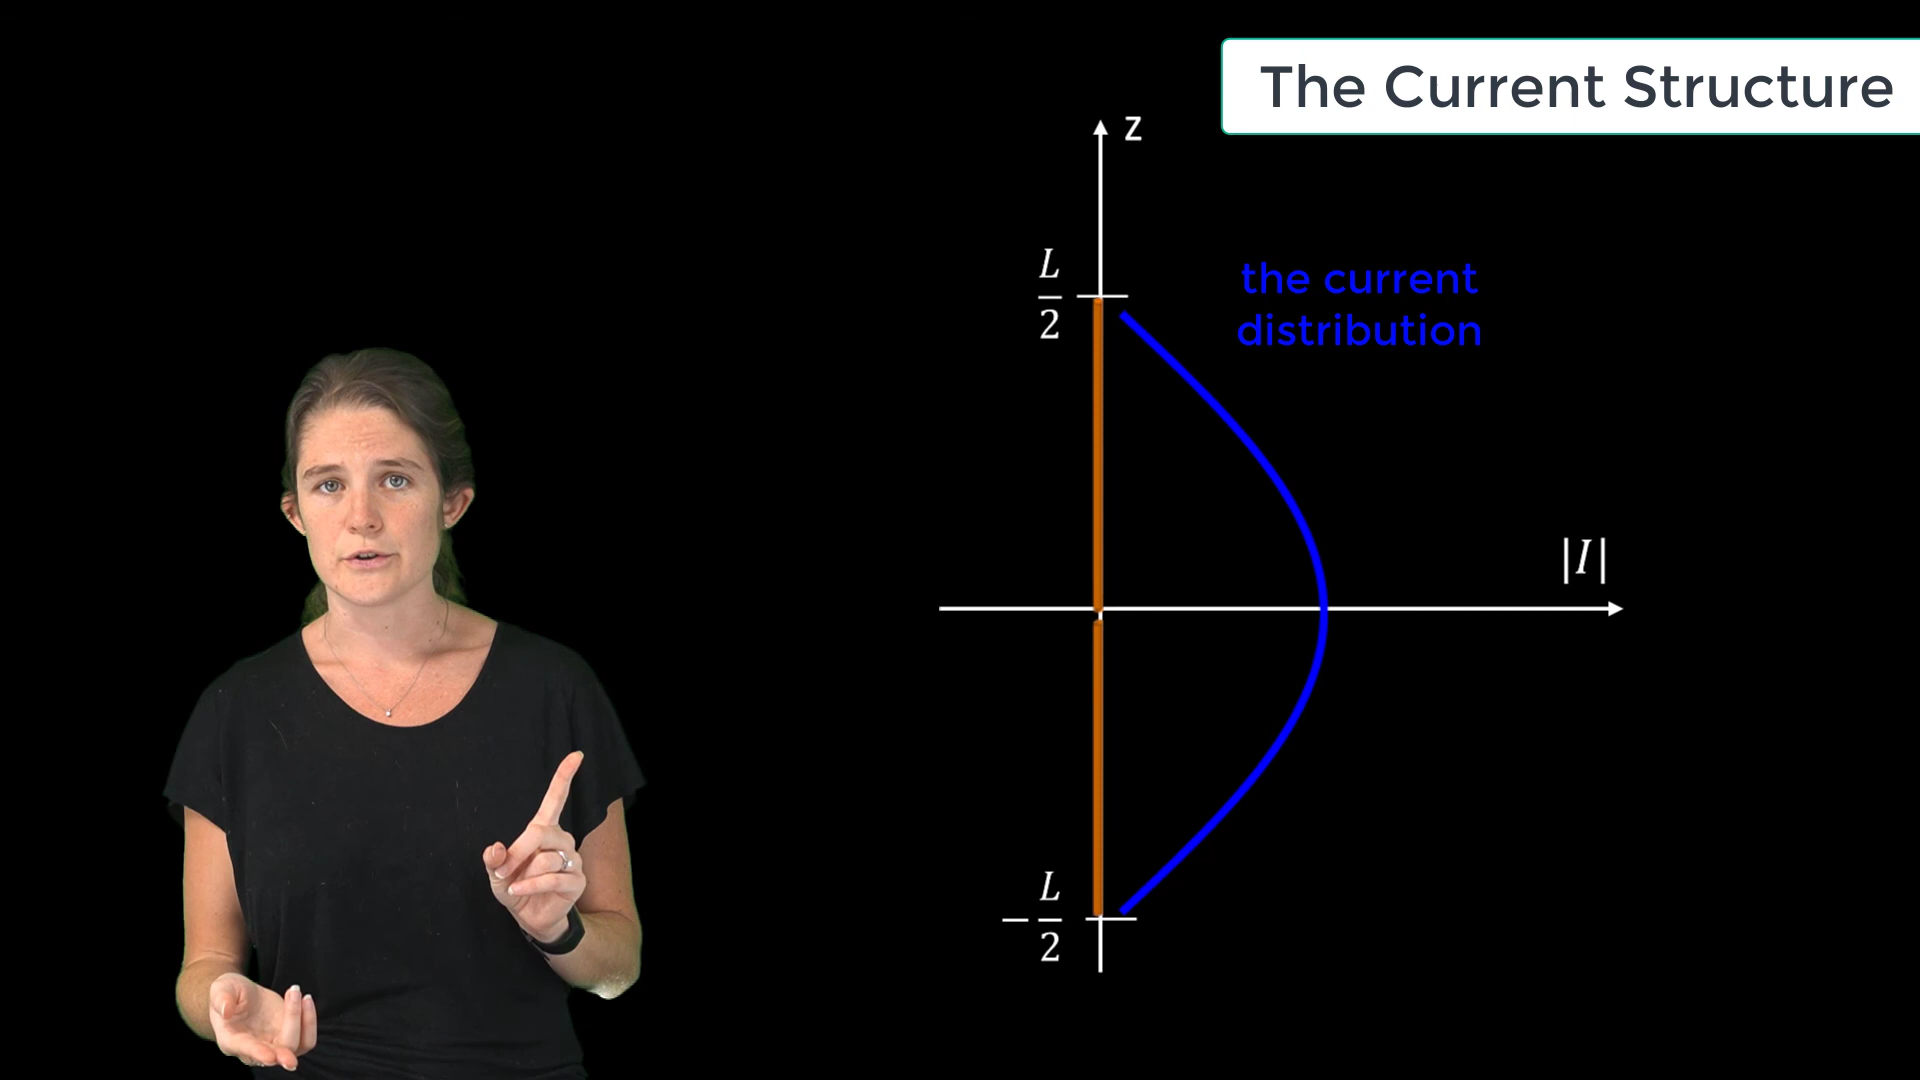 The Current Structure
z
L
2
the current
distribution
|I|
−L
2